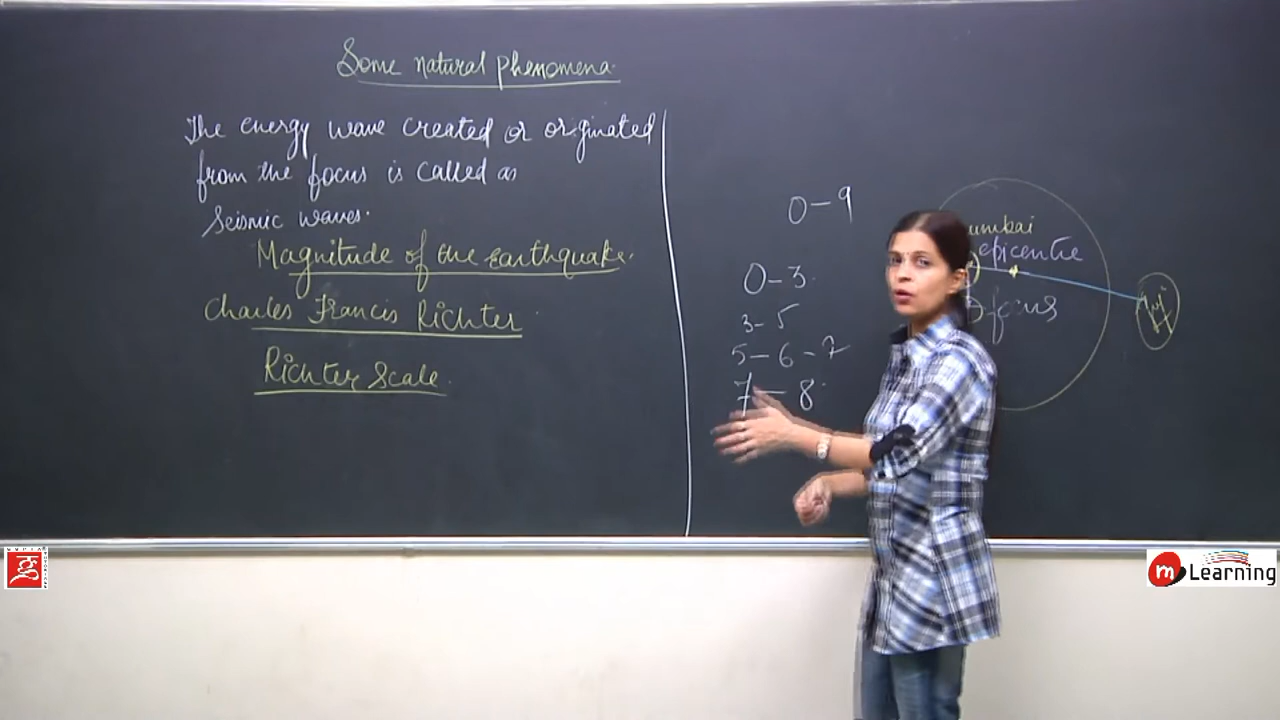 Some natural phenomena.
The energy wave created or originated
from the focus is called as
Seismic waves.
Magnitude of the earthquake.
Charles Francis Richter
Richter Scale.
0-9
0-3.
3-5
5-6-7
7-8
umbai
epicentre
focus
m Learning